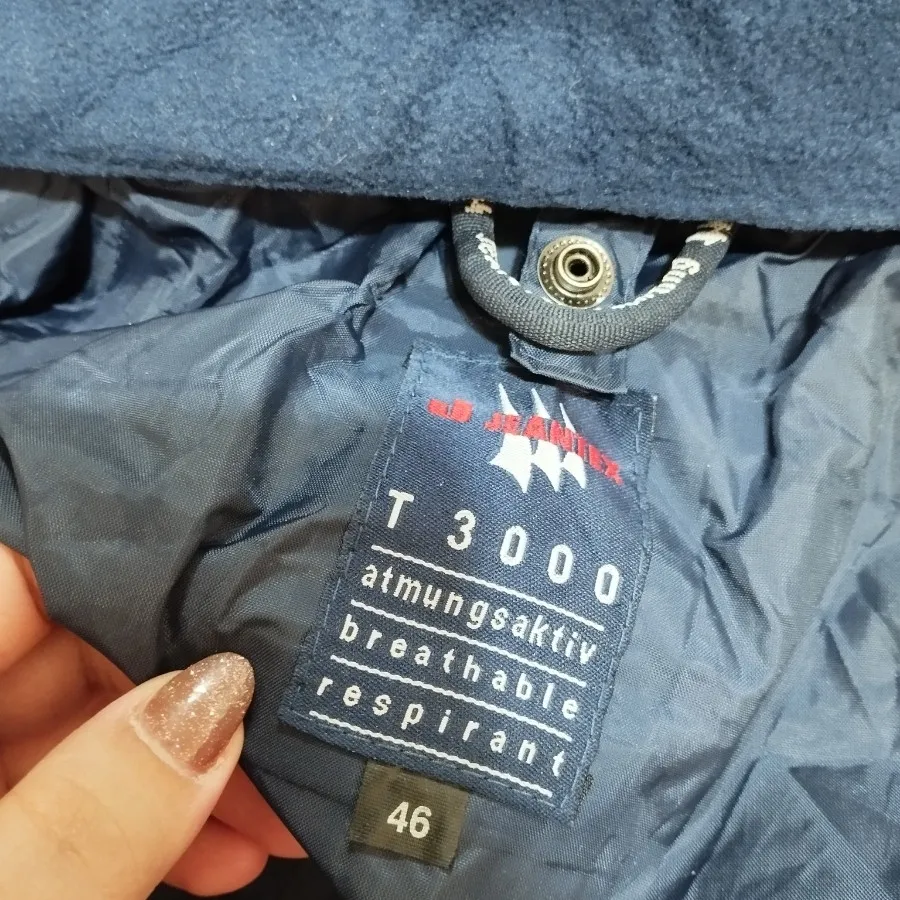 JEANTEX
T 3000
atmungsaktiv
breathable
respirant
46